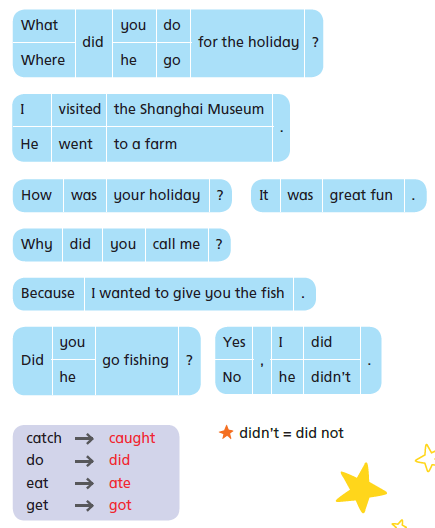 What did you do for the holiday ?
Where he go
I visited the Shanghai Museum .
He went to a farm
How was your holiday ? It was great fun .
Why did you call me ?
Because I wanted to give you the fish .
Did you go fishing ? Yes , I did .
he No he didn't
catch → caught
do → did
eat → ate
get → got
★ didn't = did not